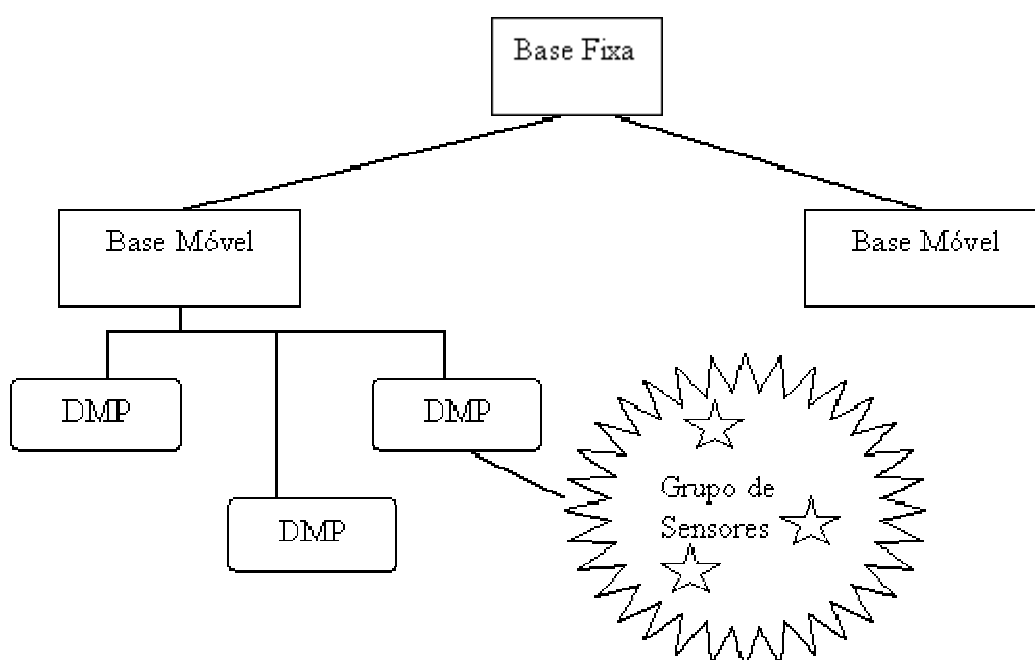 Base Fixa
Base Móvel
Base Móvel
DMP
DMP
DMP
Grupo de
Sensores